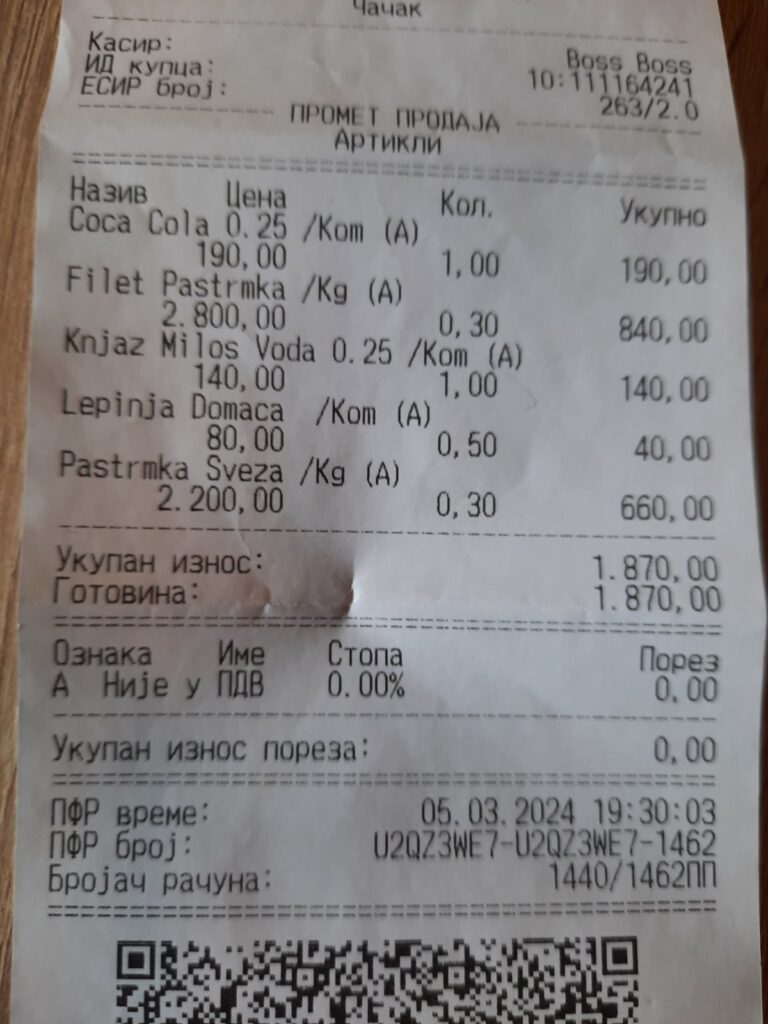 Чачак
Касир: Boss Boss
ИД купца: 10:111164241
ЕСИР број: 263/2.0
ПРОМЕТ ПРОДАЈА
Артикли
Назив Цена Кол. Укупно
Coca Cola 0.25 /Kom (A)
190,00 1,00 190,00
Filet Pastrmka /Kg (A)
2.800,00 0,30 840,00
Knjaz Milos Voda 0.25 /Kom (A)
140,00 1,00 140,00
Lepinja Domaca /Kom (A)
80,00 0,50 40,00
Pastrmka Sveza /Kg (A)
2.200,00 0,30 660,00
Укупан износ: 1.870,00
Готовина: 1.870,00
Ознака Име Стопа Порез
А Није у ПДВ 0.00% 0,00
Укупан износ пореза: 0,00
ПФР време: 05.03.2024 19:30:03
ПФР број: U2QZ3WE7-U2QZ3WE7-1462
Бројач рачуна: 1440/1462ПП